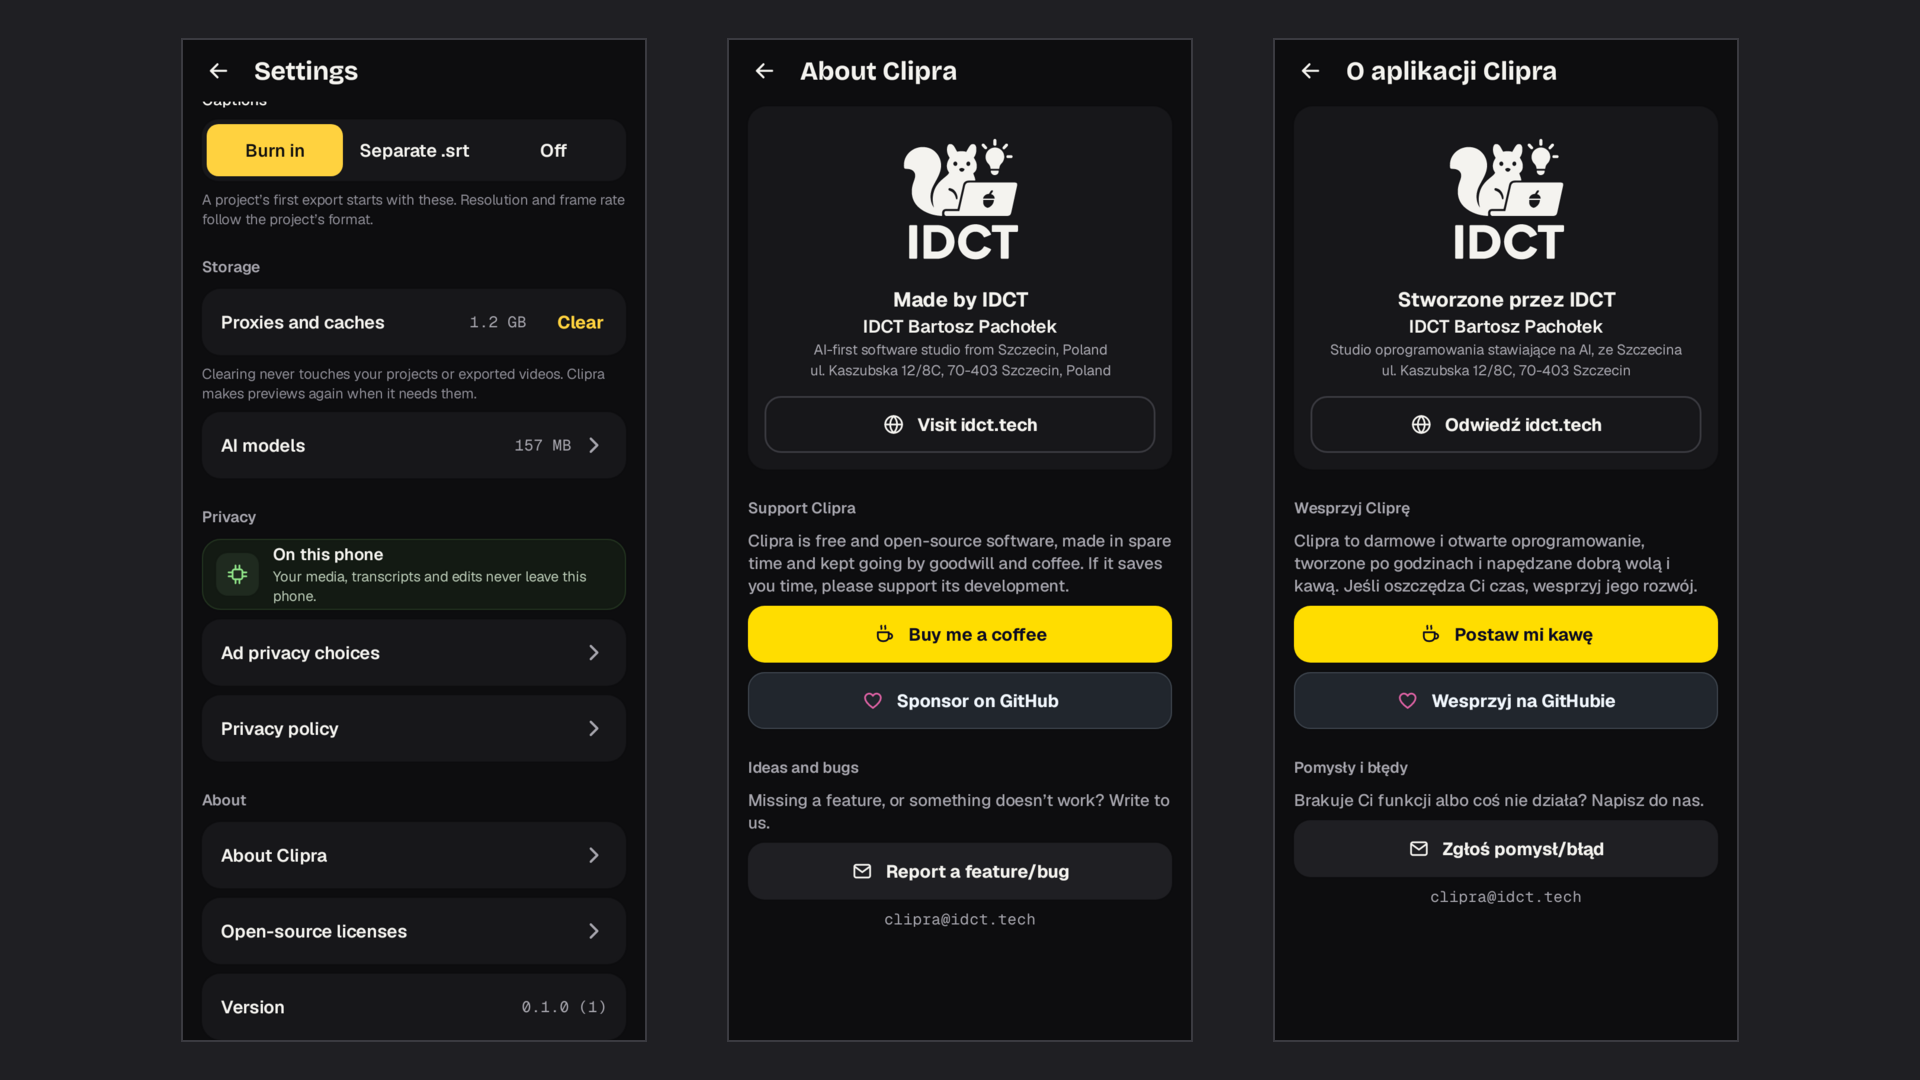 Settings
Captions
Burn in
Separate .srt
Off
A project's first export starts with these. Resolution and frame rate
follow the project's format.
Storage
Proxies and caches
1.2 GB
Clear
Clearing never touches your projects or exported videos. Clipra
makes previews again when it needs them.
AI models
157 MB
Privacy
On this phone
Your media, transcripts and edits never leave this
phone.
Ad privacy choices
Privacy policy
About
About Clipra
Open-source licenses
Version
0.1.0 (1)
About Clipra
IDCT
Made by IDCT
IDCT Bartosz Pachołek
AI-first software studio from Szczecin, Poland
ul. Kaszubska 12/8C, 70-403 Szczecin, Poland
Visit idct.tech
Support Clipra
Clipra is free and open-source software, made in spare
time and kept going by goodwill and coffee. If it saves
you time, please support its development.
Buy me a coffee
Sponsor on GitHub
Ideas and bugs
Missing a feature, or something doesn’t work? Write to
us.
Report a feature/bug
clipra@idct.tech
O aplikacji Clipra
IDCT
Stworzone przez IDCT
IDCT Bartosz Pachołek
Studio oprogramowania stawiające na AI, ze Szczecina
ul. Kaszubska 12/8C, 70-403 Szczecin
Odwiedź idct.tech
Wesprzyj Cliprę
Clipra to darmowe i otwarte oprogramowanie,
tworzone po godzinach i napędzane dobrą wolą i
kawą. Jeśli oszczędza Ci czas, wesprzyj jego rozwój.
Postaw mi kawę
Wesprzyj na GitHubie
Pomysły i błędy
Brakuje Ci funkcji albo coś nie działa? Napisz do nas.
Zgłoś pomysł/błąd
clipra@idct.tech